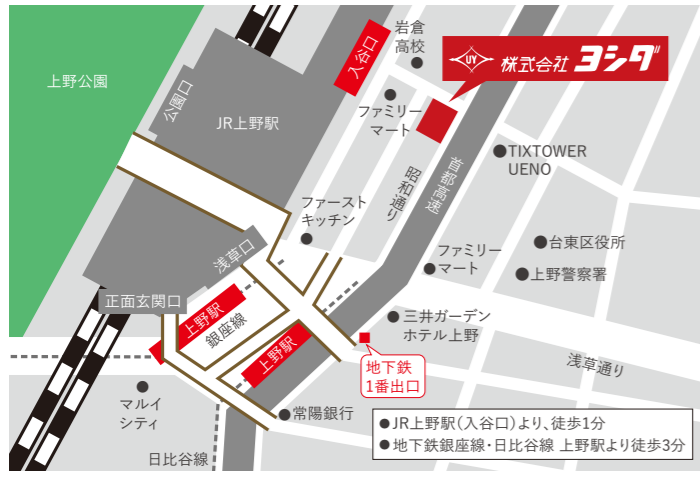 上野公園
公園口
JR上野駅
入谷口
岩倉
高校
UY 株式会社 ヨシダ
ファミリー
マート
昭和通り
首都高速
TIXTOWER
UENO
ファースト
キッチン
浅草口
正面玄関口
上野駅
銀座線
上野駅
ファミリー
マート
台東区役所
上野警察署
三井ガーデン
ホテル上野
地下鉄
1番出口
浅草通り
マルイ
シティ
常陽銀行
日比谷線
●JR上野駅(入谷口)より、徒歩1分
●地下鉄銀座線・日比谷線 上野駅より徒歩3分